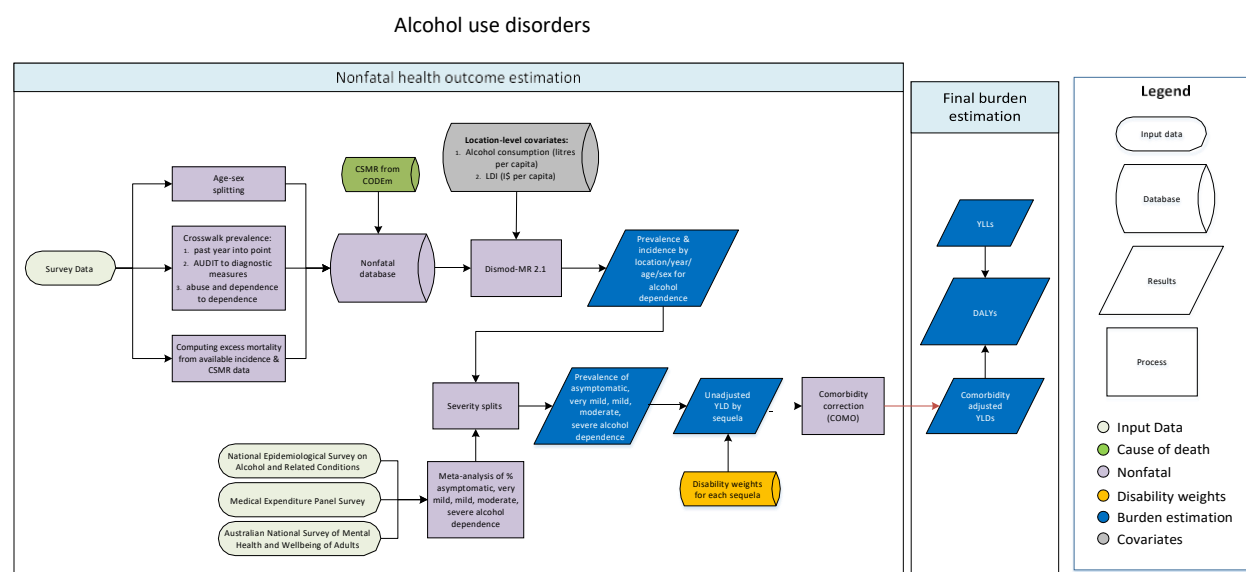 Alcohol use disorders
Nonfatal health outcome estimation
Final burden
estimation
Legend
Input data
Database
Results
Process
Input Data
Cause of death
Nonfatal
Disability weights
Burden estimation
Covariates
Survey Data
Age-sex
splitting
Crosswalk prevalence:
1. past year into point
2. AUDIT to diagnostic
measures
3. abuse and dependence
to dependence
Computing excess mortality
from available incidence &
CSMR data
CSMR from
CODEm
Nonfatal
database
Location-level covariates:
1. Alcohol consumption (litres
per capita)
2. LDI (I$ per capita)
Dismod-MR 2.1
Prevalence &
incidence by
location/year/
age/sex for
alcohol
dependence
Severity splits
National Epidemiological Survey on
Alcohol and Related Conditions
Medical Expenditure Panel Survey
Australian National Survey of Mental
Health and Wellbeing of Adults
Meta-analysis of %
asymptomatic, very
mild, mild, moderate,
severe alcohol
dependence
Prevalence of
asymptomatic,
very mild, mild,
moderate,
severe alcohol
dependence
Unadjusted
YLD by
sequela
Disability weights
for each sequela
Comorbidity
correction
(COMO)
YLLs
DALYs
Comorbidity
adjusted
YLDs